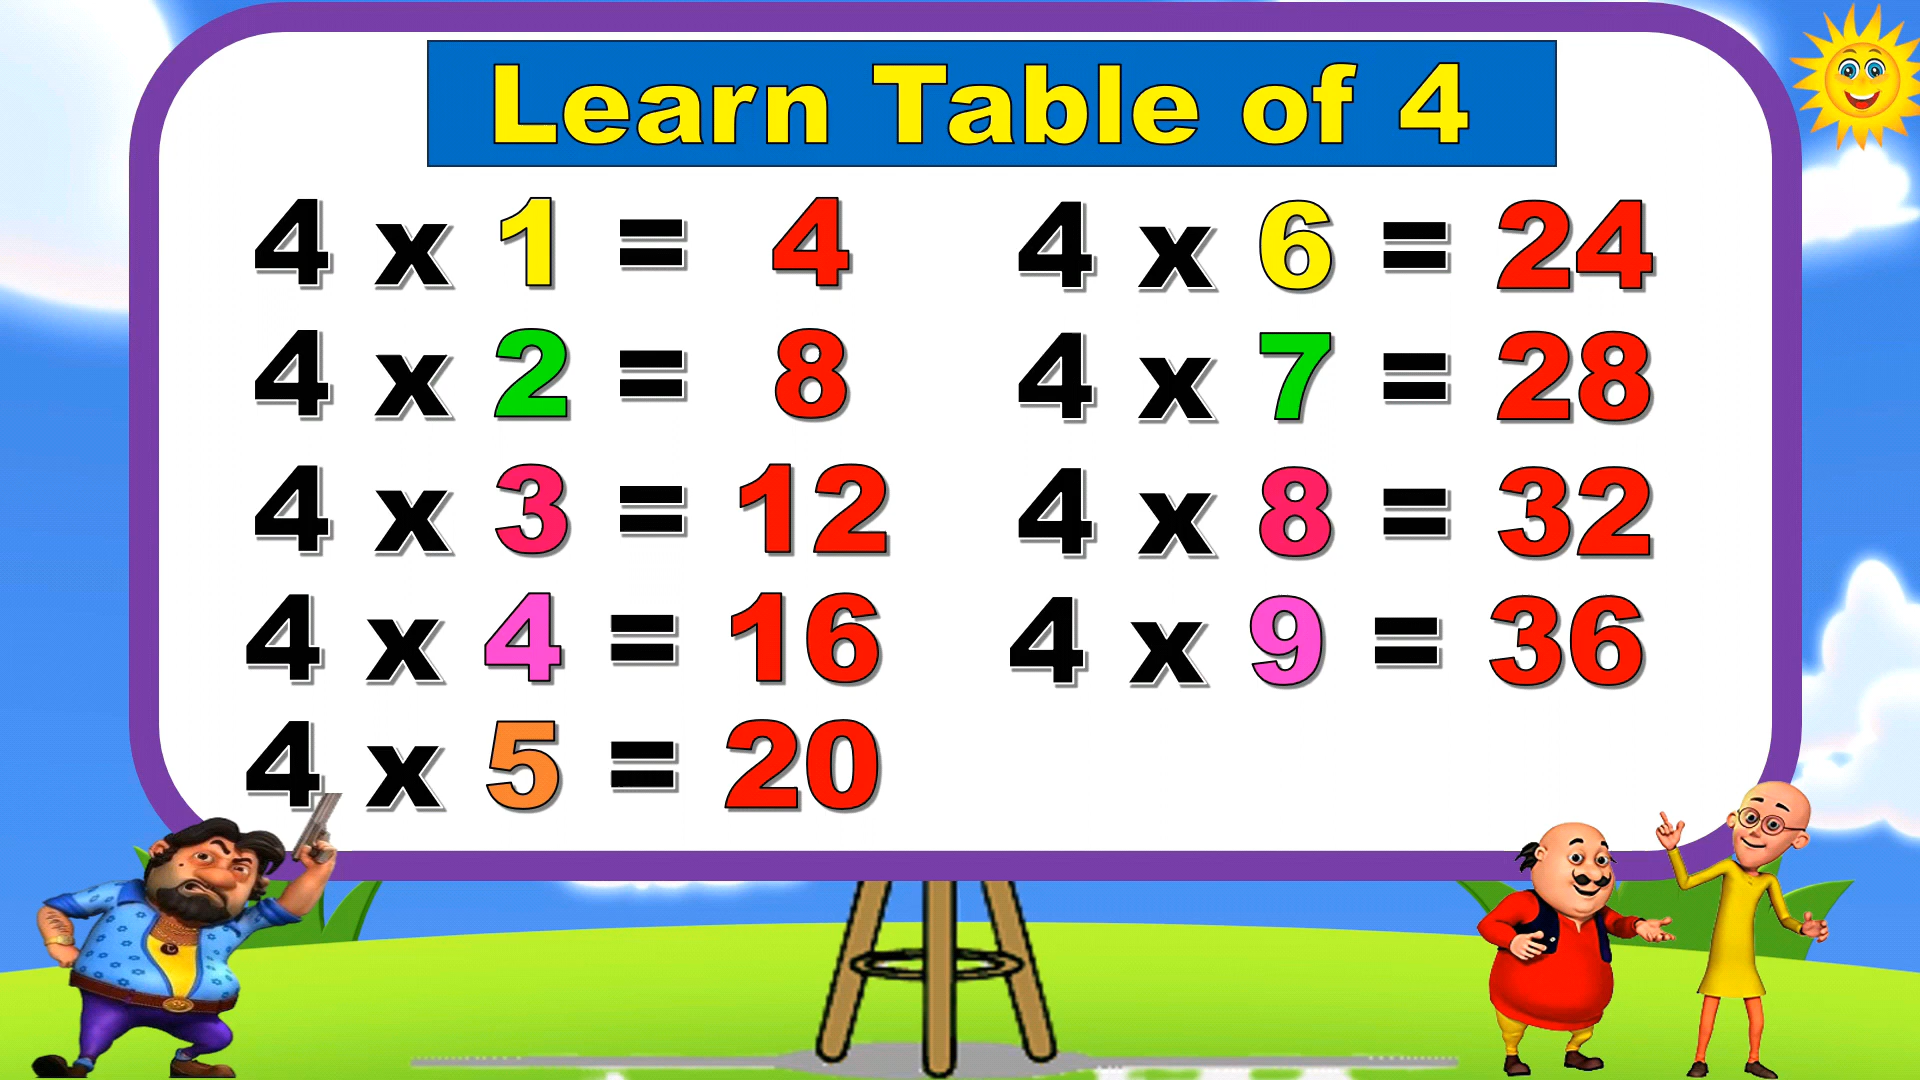 Learn Table of 4
4 x 1 = 4
4 x 2 = 8
4 x 3 = 12
4 x 4 = 16
4 x 5 = 20
4 x 6 = 24
4 x 7 = 28
4 x 8 = 32
4 x 9 = 36